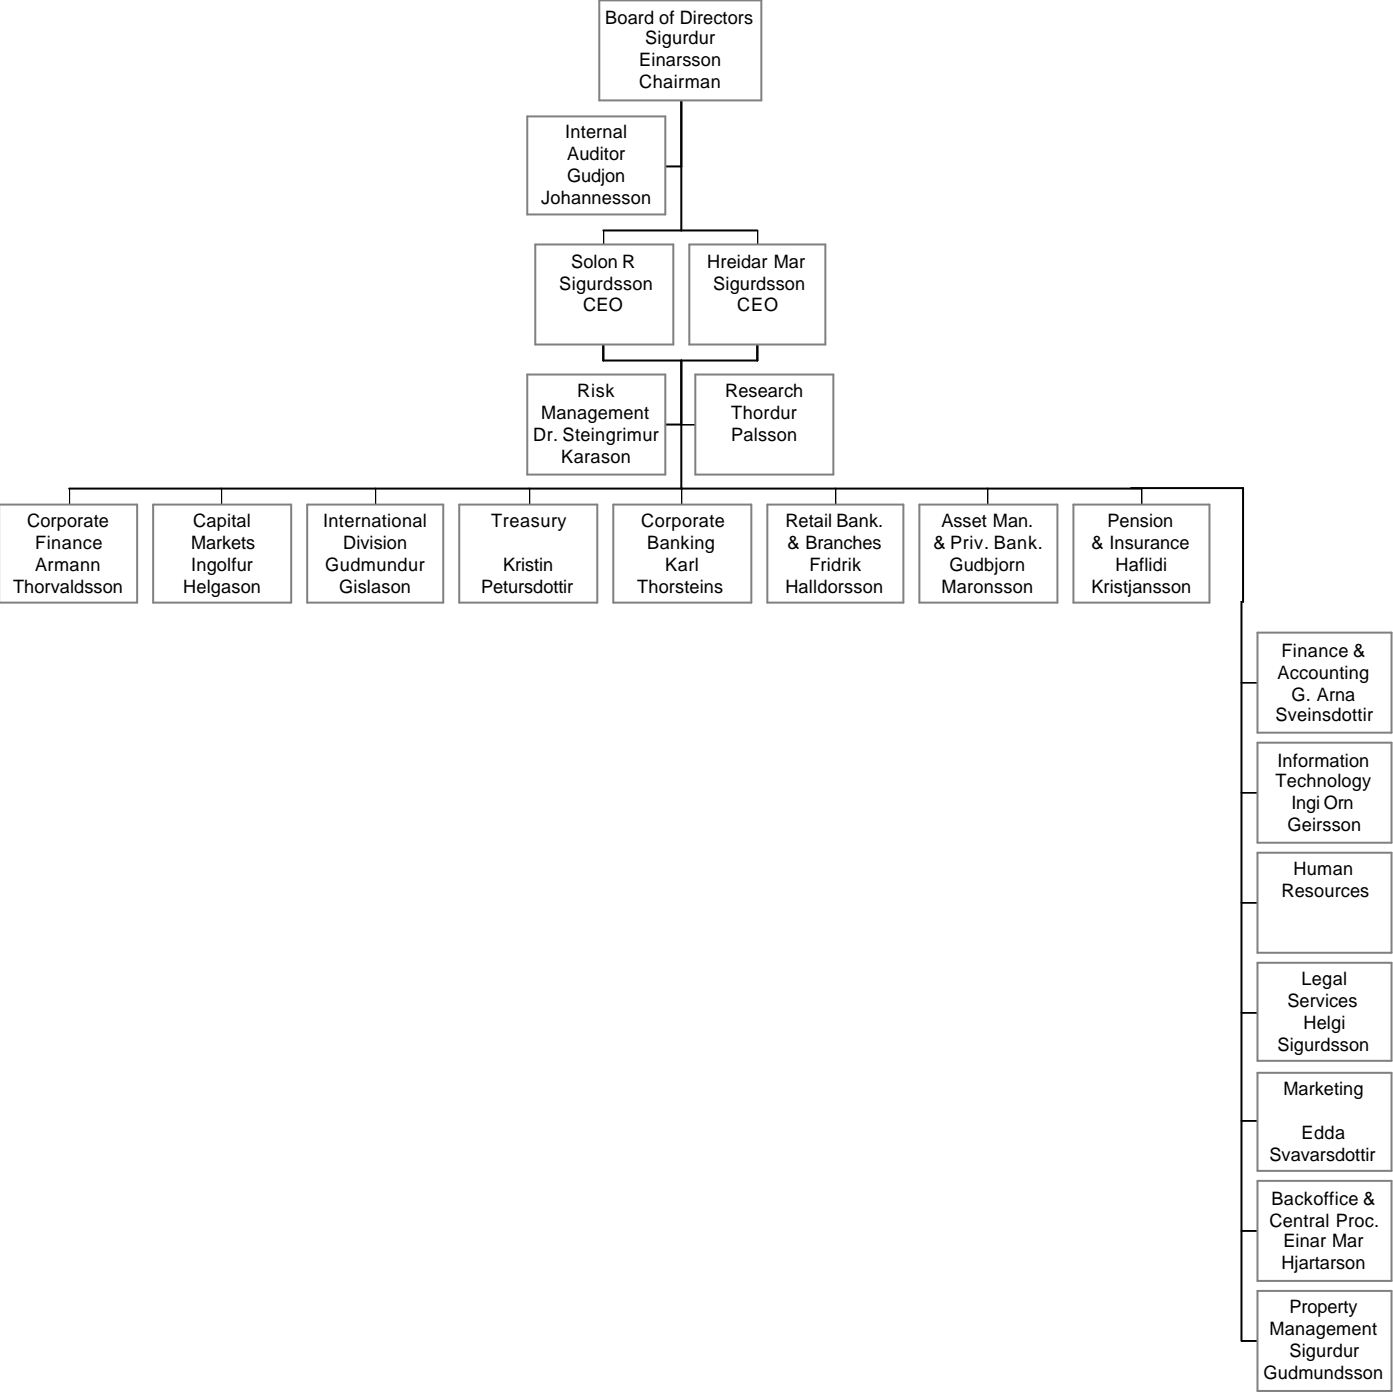 Board of Directors
Sigurdur
Einarsson
Chairman
Internal
Auditor
Gudjon
Johannesson
Solon R
Sigurdsson
CEO
Hreidar Mar
Sigurdsson
CEO
Risk
Management
Dr. Steingrimur
Karason
Research
Thordur
Palsson
Corporate
Finance
Armann
Thorvaldsson
Capital
Markets
Ingolfur
Helgason
International
Division
Gudmundur
Gislason
Treasury
Kristin
Petursdottir
Corporate
Banking
Karl
Thorsteins
Retail Bank.
& Branches
Fridrik
Halldorsson
Asset Man.
& Priv. Bank.
Gudbjorn
Maronsson
Pension
& Insurance
Haflidi
Kristjansson
Finance &
Accounting
G. Arna
Sveinsdottir
Information
Technology
Ingi Orn
Geirsson
Human
Resources
Legal
Services
Helgi
Sigurdsson
Marketing
Edda
Svavarsdottir
Backoffice &
Central Proc.
Einar Mar
Hjartarson
Property
Management
Sigurdur
Gudmundsson